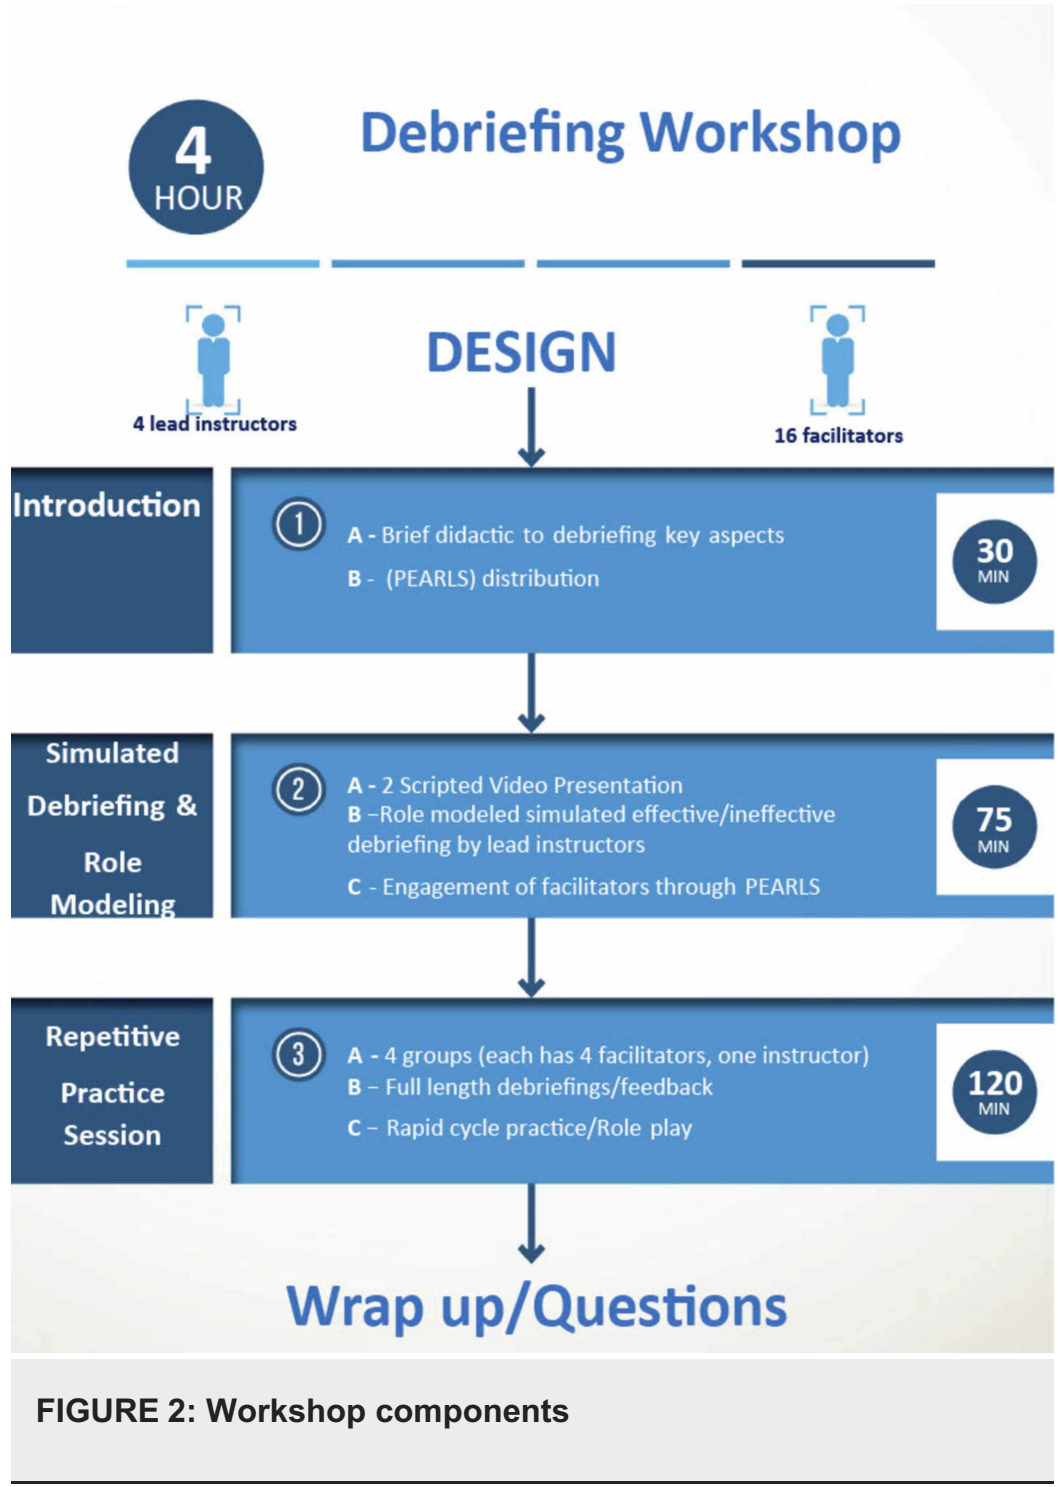 4
HOUR
Debriefing Workshop
DESIGN
4 lead instructors
16 facilitators
Introduction
1
A - Brief didactic to debriefing key aspects
B - (PEARLS) distribution
30
MIN
Simulated
Debriefing &
Role
Modeling
2
A - 2 Scripted Video Presentation
B –Role modeled simulated effective/ineffective
debriefing by lead instructors
C - Engagement of facilitators through PEARLS
75
MIN
Repetitive
Practice
Session
3
A - 4 groups (each has 4 facilitators, one instructor)
B – Full length debriefings/feedback
C – Rapid cycle practice/Role play
120
MIN
Wrap up/Questions
FIGURE 2: Workshop components